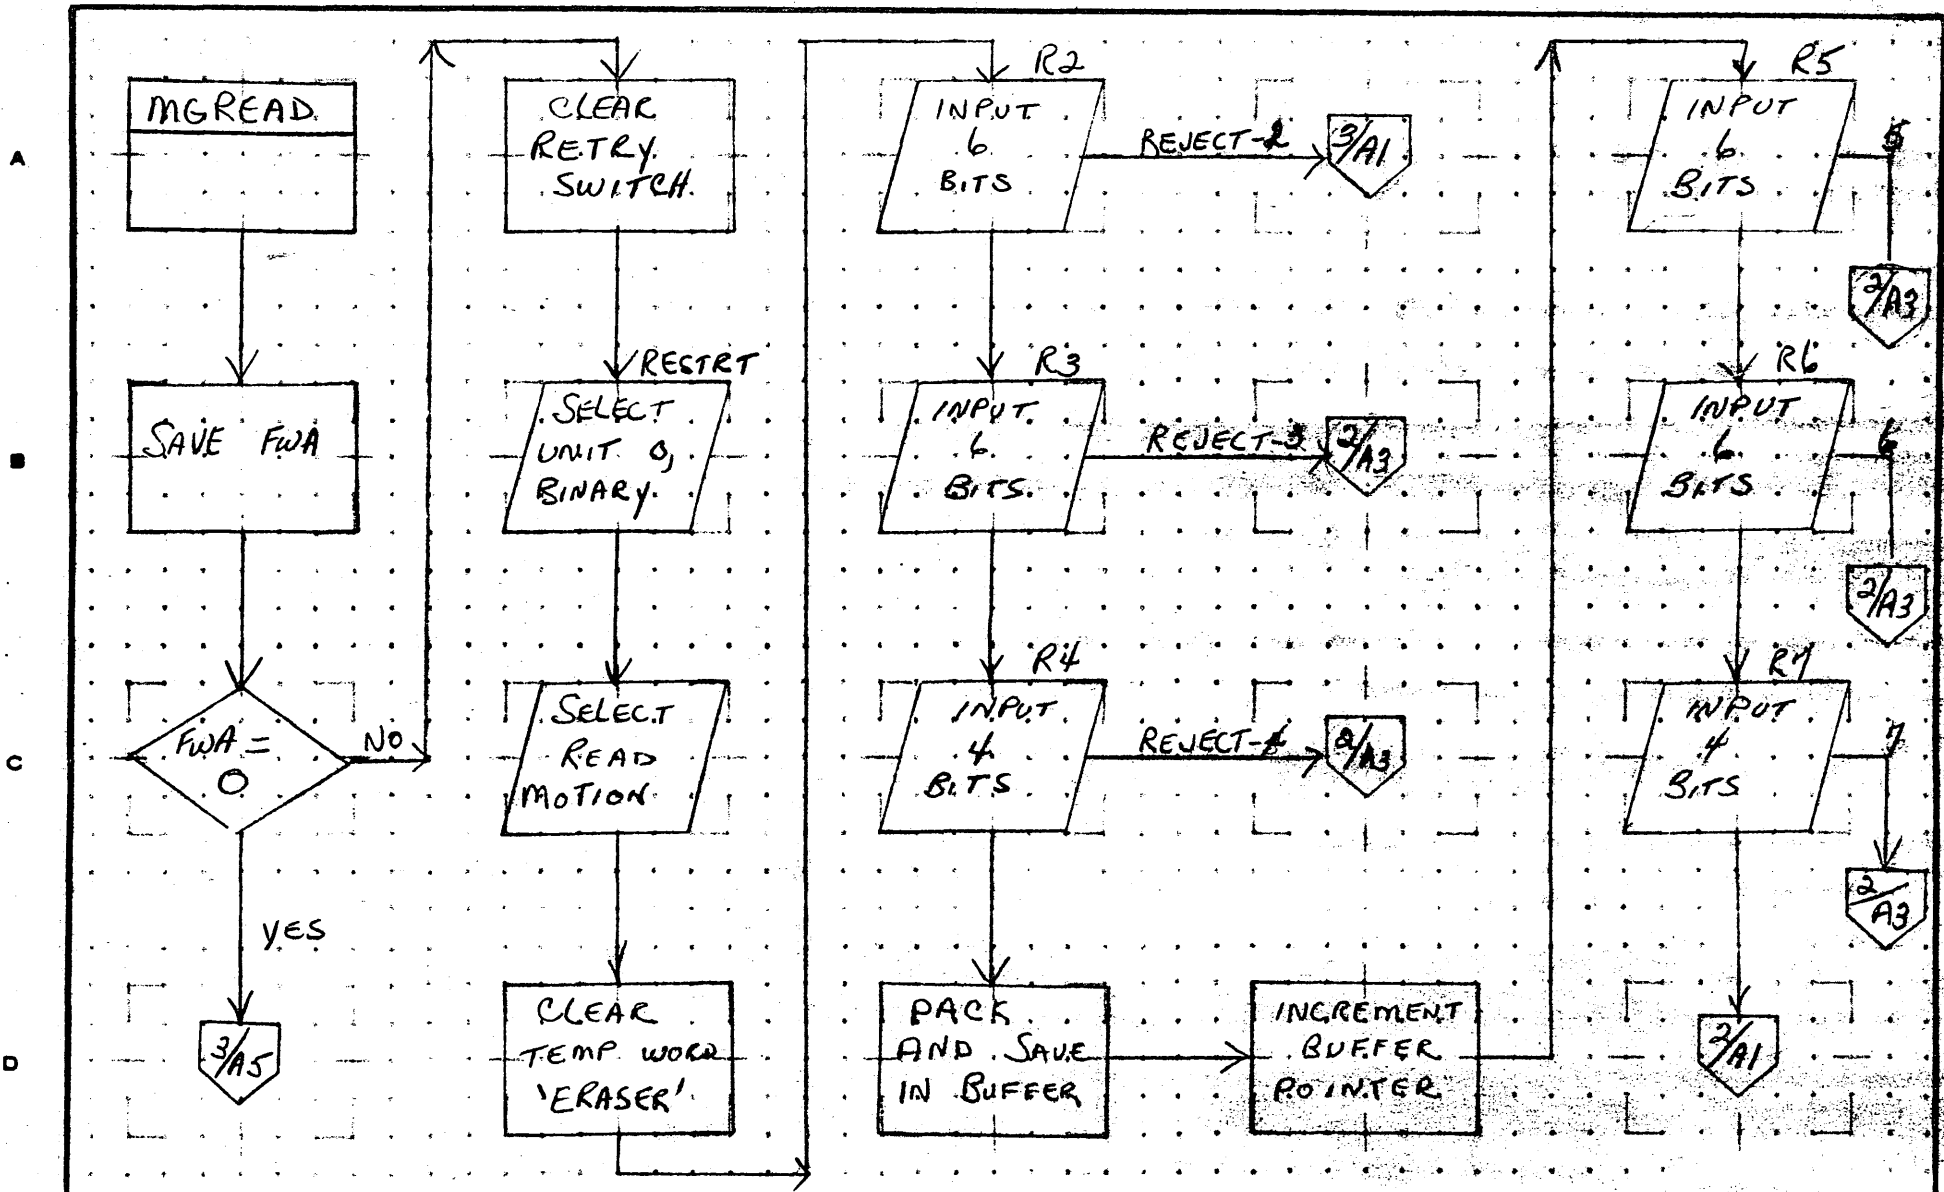 A
B
C
D
MGREAD
SAVE FWA
FWA =
0
NO
YES
3/A5
CLEAR
RETRY
SWITCH
RESTRT
SELECT
UNIT 0,
BINARY
SELECT
READ
MOTION
CLEAR
TEMP WORD
'ERASER'
R2
INPUT
6
BITS
REJECT-2
3/A1
R3
INPUT
6
BITS
REJECT-3
2/A3
R4
INPUT
4
BITS
REJECT-4
2/A3
PACK
AND SAVE
IN BUFFER
INCREMENT
BUFFER
POINTER
R5
INPUT
6
BITS
5
2/A3
R6
INPUT
6
BITS
6
2/A3
R7
INPUT
4
BITS
7
2/A3
2/A1